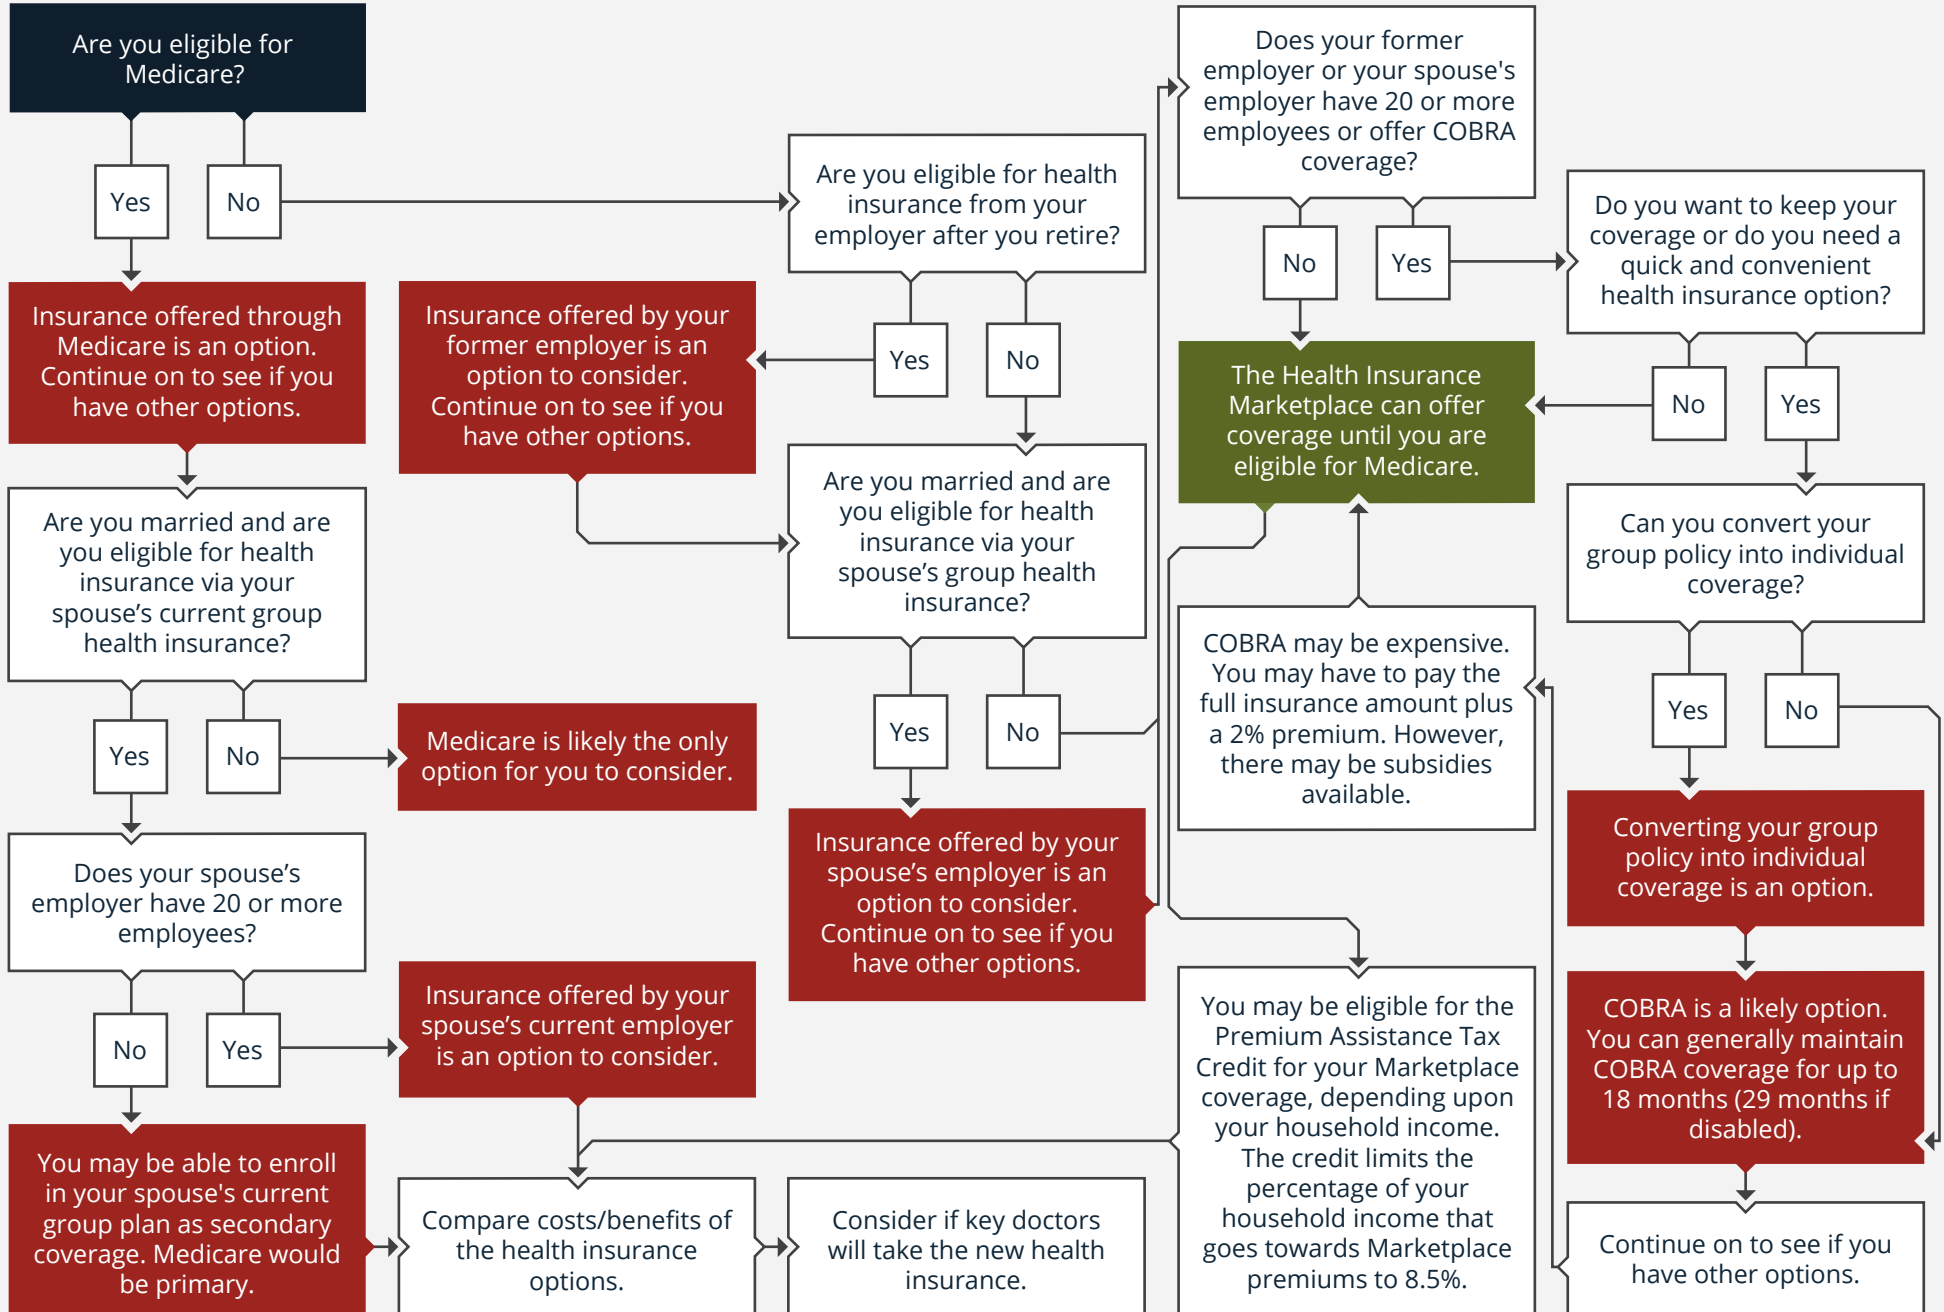 Are you eligible for
Medicare?
Yes
No
Insurance offered through
Medicare is an option.
Continue on to see if you
have other options.
Are you married and are
you eligible for health
insurance via your
spouse’s current group
health insurance?
Yes
No
Medicare is likely the only
option for you to consider.
Does your spouse’s
employer have 20 or more
employees?
No
Yes
Insurance offered by your
spouse’s current employer
is an option to consider.
You may be able to enroll
in your spouse's current
group plan as secondary
coverage. Medicare would
be primary.
Compare costs/benefits of
the health insurance
options.
Consider if key doctors
will take the new health
insurance.
Are you eligible for health
insurance from your
employer after you retire?
Yes
No
Insurance offered by your
former employer is an
option to consider.
Continue on to see if you
have other options.
Are you married and are
you eligible for health
insurance via your
spouse’s group health
insurance?
Yes
No
Insurance offered by your
spouse’s employer is an
option to consider.
Continue on to see if you
have other options.
Does your former
employer or your spouse's
employer have 20 or more
employees or offer COBRA
coverage?
No
Yes
The Health Insurance
Marketplace can offer
coverage until you are
eligible for Medicare.
COBRA may be expensive.
You may have to pay the
full insurance amount plus
a 2% premium. However,
there may be subsidies
available.
You may be eligible for the
Premium Assistance Tax
Credit for your Marketplace
coverage, depending upon
your household income.
The credit limits the
percentage of your
household income that
goes towards Marketplace
premiums to 8.5%.
Do you want to keep your
coverage or do you need a
quick and convenient
health insurance option?
No
Yes
Can you convert your
group policy into individual
coverage?
Yes
No
Converting your group
policy into individual
coverage is an option.
COBRA is a likely option.
You can generally maintain
COBRA coverage for up to
18 months (29 months if
disabled).
Continue on to see if you
have other options.